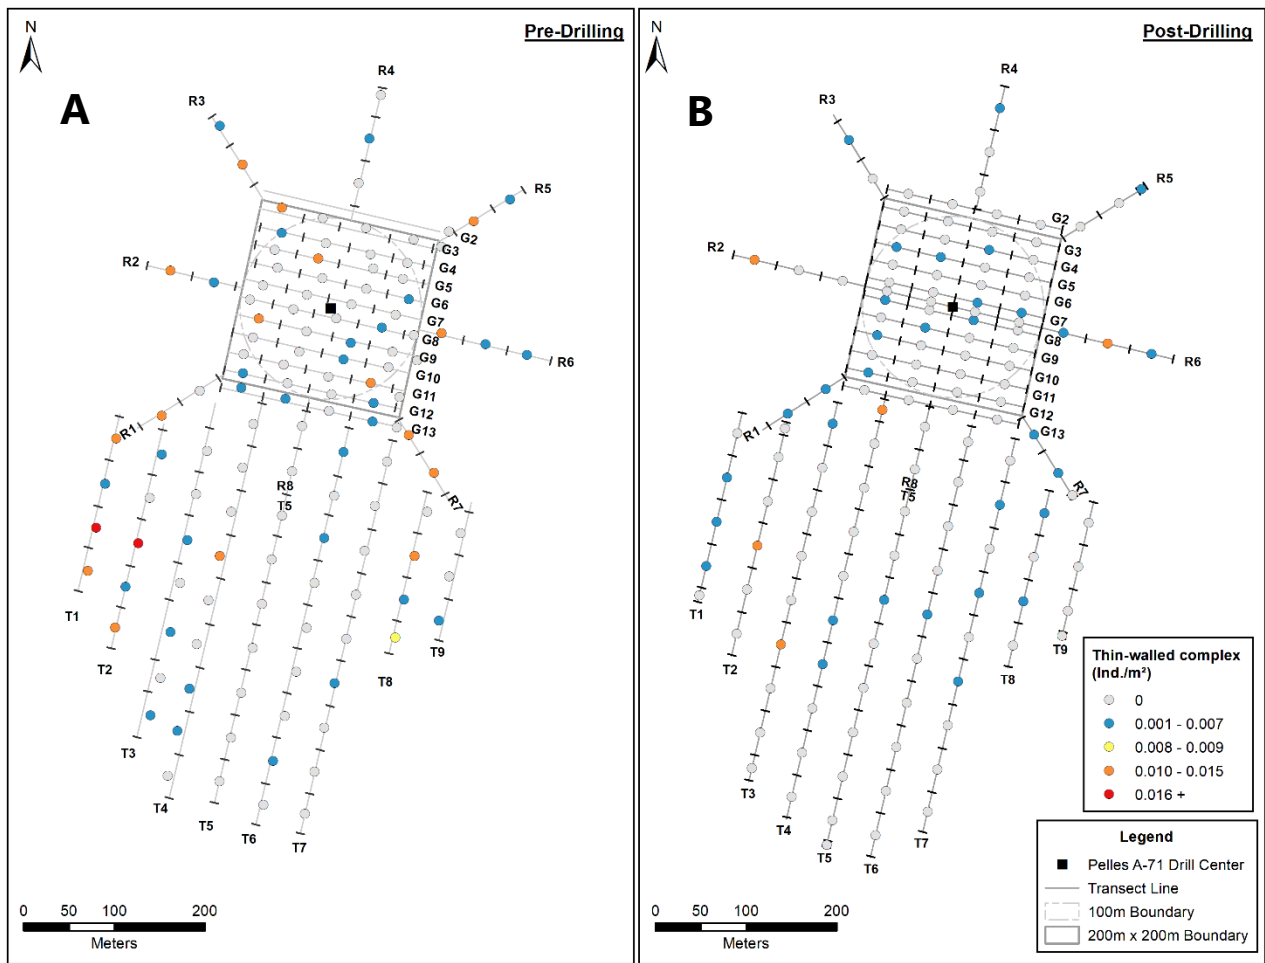 Pre-Drilling
N
A
R4
R3
R5
G2
G3
R2
G4
G5
G6
G7
G8
R6
G9
G10
G11
G12
G13
R1
R8
T5
R7
T1
T9
T2
T8
T3
T4
T5
T6
T7
0 50 100 200
Meters
Post-Drilling
N
B
R4
R3
R5
G2
G3
R2
G4
G5
G6
G7
G8
R6
G9
G10
G11
G12
G13
R1
R8
T5
R7
T1
T9
T2
T8
T3
T4
T7
T5
T6
0 50 100 200
Meters
Thin-walled complex
(Ind./m²)
0
0.001 - 0.007
0.008 - 0.009
0.010 - 0.015
0.016 +
Legend
Pelles A-71 Drill Center
Transect Line
100m Boundary
200m x 200m Boundary